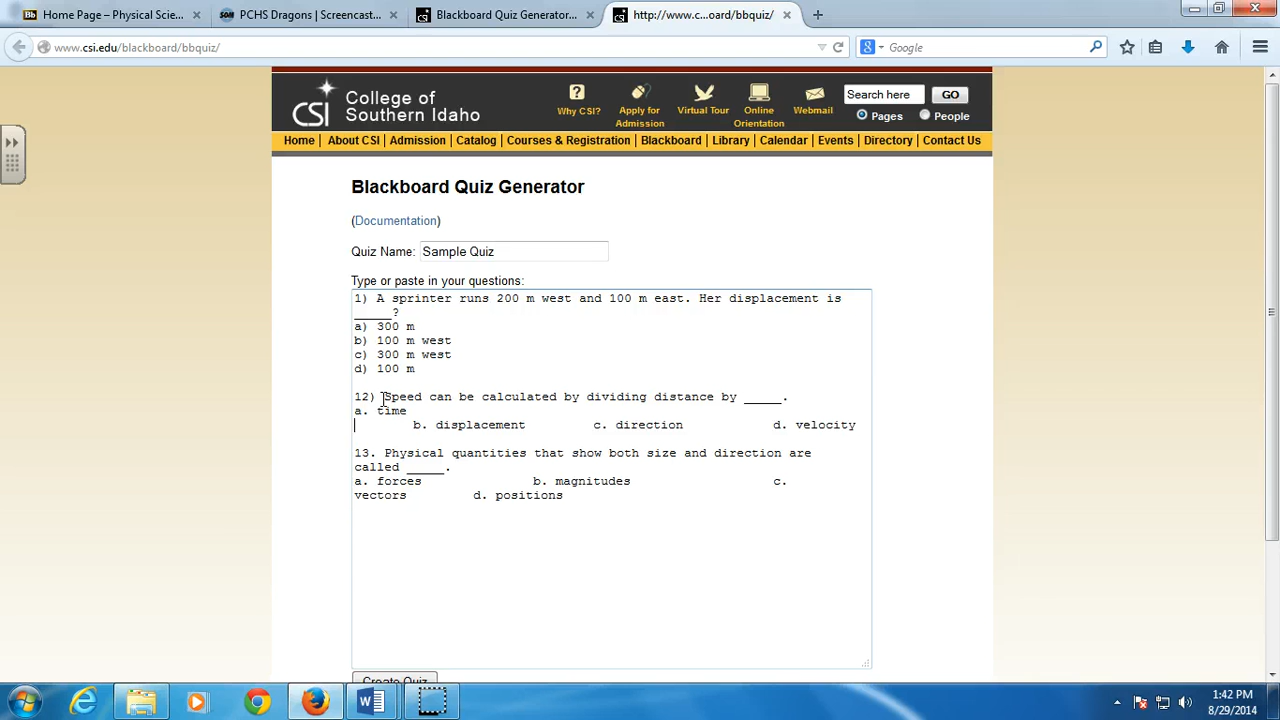 Home Page – Physical Scie...
PCHS Dragons | Screencast...
Blackboard Quiz Generator...
http://www.c...oard/bbquiz/
www.csi.edu/blackboard/bbquiz/
Google
CSI
College of
Southern Idaho
Why CSI?
Apply for
Admission
Virtual Tour
Online
Orientation
Webmail
Search here
GO
Pages
People
Home | About CSI | Admission | Catalog | Courses & Registration | Blackboard | Library | Calendar | Events | Directory | Contact Us
Blackboard Quiz Generator
(Documentation)
Quiz Name: Sample Quiz
Type or paste in your questions:
1) A sprinter runs 200 m west and 100 m east. Her displacement is
_____?
a) 300 m
b) 100 m west
c) 300 m west
d) 100 m
12) Speed can be calculated by dividing distance by _____.
a. time
b. displacement c. direction d. velocity
13. Physical quantities that show both size and direction are
called _____.
a. forces b. magnitudes c.
vectors d. positions
Create Quiz
1:42 PM
8/29/2014